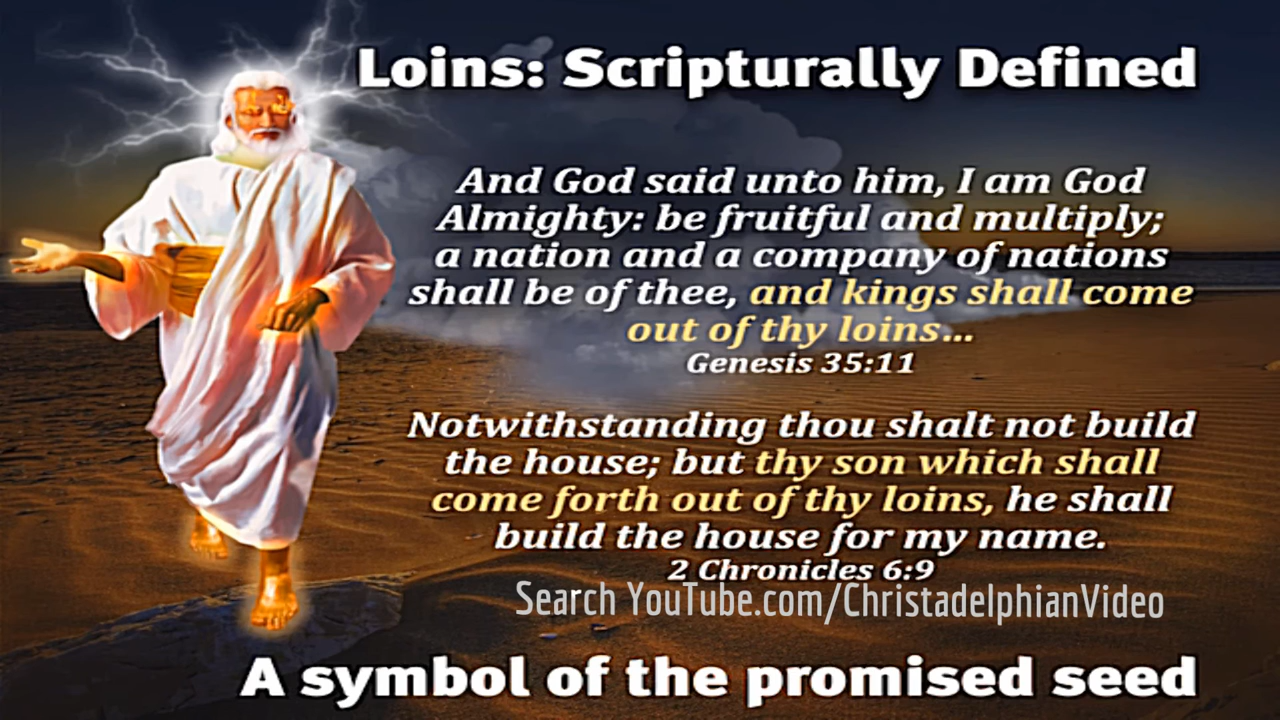 Loins: Scripturally Defined
And God said unto him, I am God
Almighty: be fruitful and multiply;
a nation and a company of nations
shall be of thee, and kings shall come
out of thy loins...
Genesis 35:11
Notwithstanding thou shalt not build
the house; but thy son which shall
come forth out of thy loins, he shall
build the house for my name.
2 Chronicles 6:9
Search YouTube.com/ChristadelphianVideo
A symbol of the promised seed